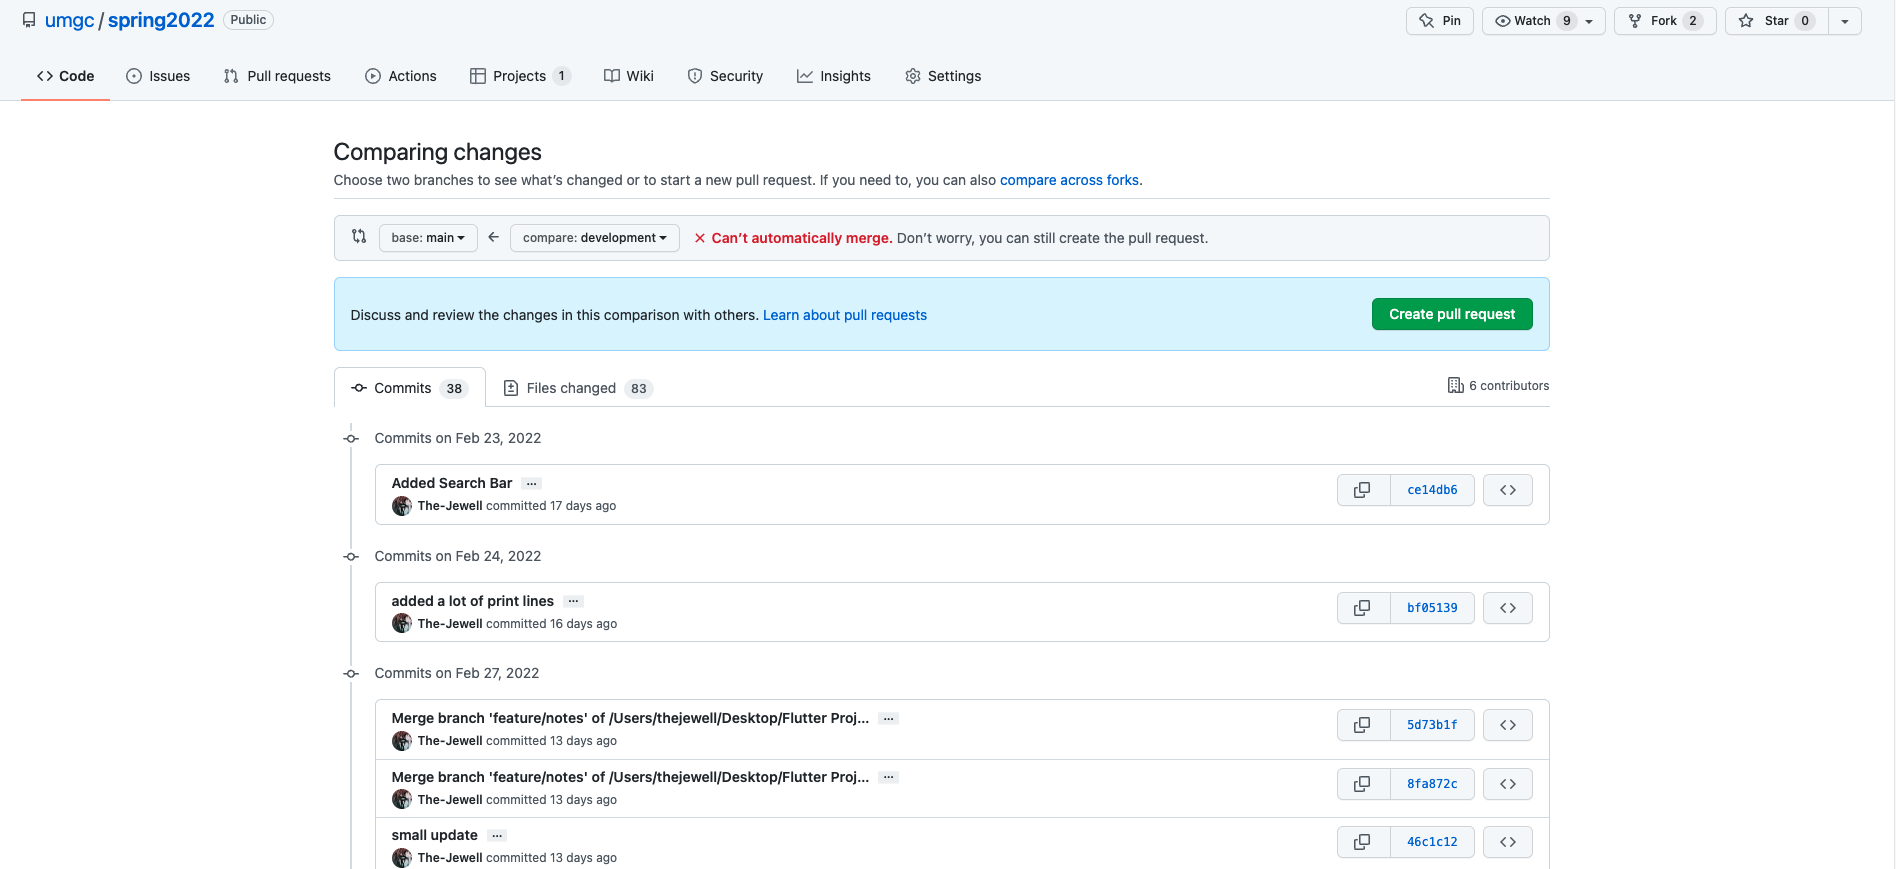 umgc / spring2022 Public
Pin Watch 9 Fork 2 Star 0
Code Issues Pull requests Actions Projects 1 Wiki Security Insights Settings
Comparing changes
Choose two branches to see what's changed or to start a new pull request. If you need to, you can also compare across forks.
base: main ← compare: development ✕ Can't automatically merge. Don't worry, you can still create the pull request.
Discuss and review the changes in this comparison with others. Learn about pull requests Create pull request
Commits 38 Files changed 83 6 contributors
Commits on Feb 23, 2022
Added Search Bar ...
The-Jewell committed 17 days ago ce14db6
Commits on Feb 24, 2022
added a lot of print lines ...
The-Jewell committed 16 days ago bf05139
Commits on Feb 27, 2022
Merge branch 'feature/notes' of /Users/thejewell/Desktop/Flutter Proj... ...
The-Jewell committed 13 days ago 5d73b1f
Merge branch 'feature/notes' of /Users/thejewell/Desktop/Flutter Proj... ...
The-Jewell committed 13 days ago 8fa872c
small update ...
The-Jewell committed 13 days ago 46c1c12